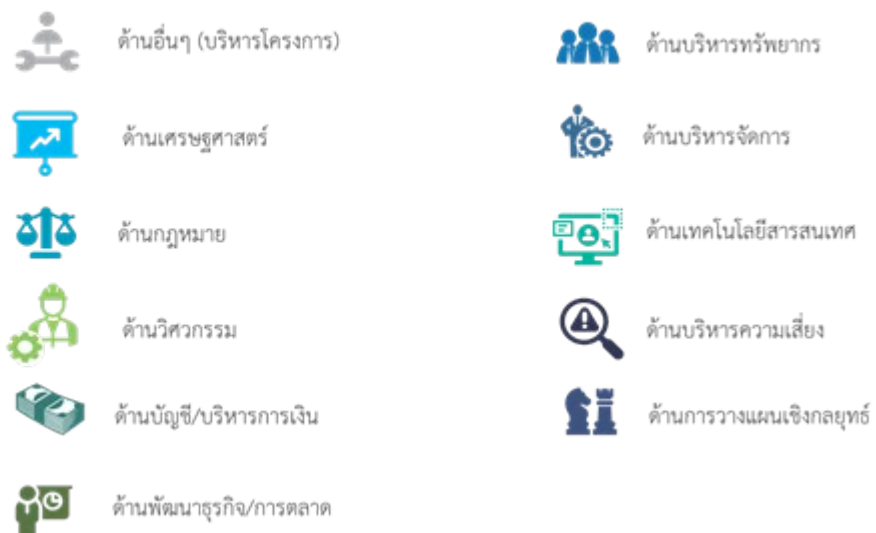 ด้านอื่นๆ (บริหารโครงการ)
ด้านเศรษฐศาสตร์
ด้านกฎหมาย
ด้านวิศวกรรม
ด้านบัญชี/บริหารการเงิน
ด้านพัฒนาธุรกิจ/การตลาด
ด้านบริหารทรัพยากร
ด้านบริหารจัดการ
ด้านเทคโนโลยีสารสนเทศ
ด้านบริหารความเสี่ยง
ด้านการวางแผนเชิงกลยุทธ์